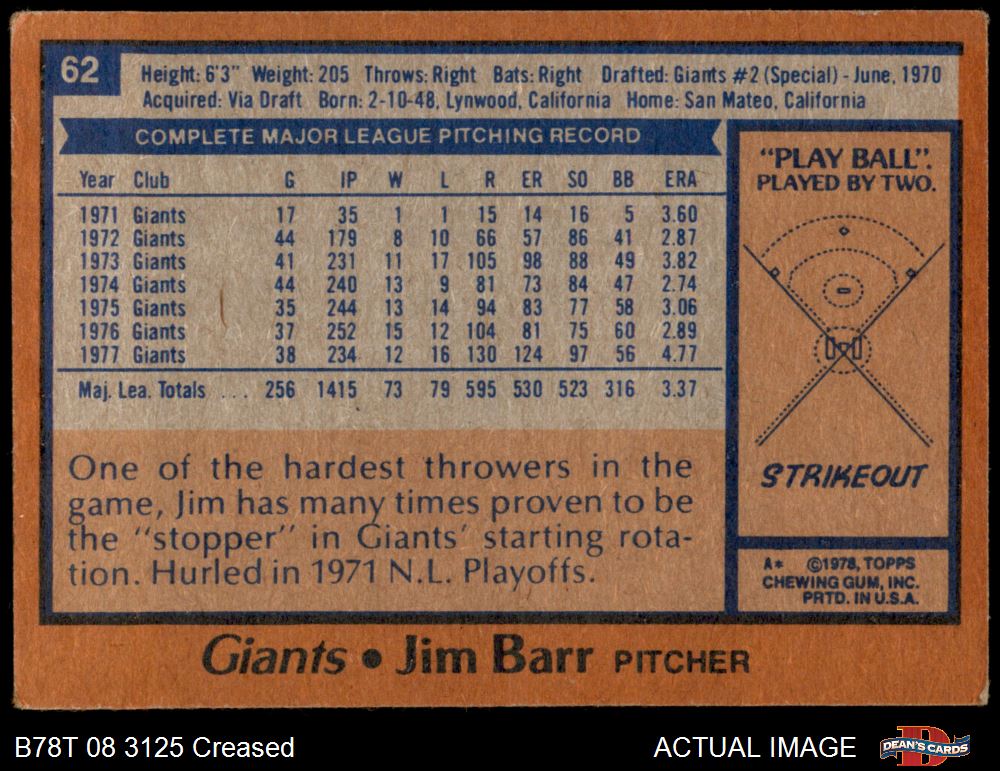 62
Height: 6'3" Weight: 205 Throws: Right Bats: Right Drafted: Giants #2 (Special) - June, 1970
Acquired: Via Draft Born: 2-10-48, Lynwood, California Home: San Mateo, California
COMPLETE MAJOR LEAGUE PITCHING RECORD
Year Club G IP W L R ER SO BB ERA
1971 Giants 17 35 1 1 15 14 16 5 3.60
1972 Giants 44 179 8 10 66 57 86 41 2.87
1973 Giants 41 231 11 17 105 98 88 49 3.82
1974 Giants 44 240 13 9 81 73 84 47 2.74
1975 Giants 35 244 13 14 94 83 77 58 3.06
1976 Giants 37 252 15 12 104 81 75 60 2.89
1977 Giants 38 234 12 16 130 124 97 56 4.77
Maj. Lea. Totals ... 256 1415 73 79 595 530 523 316 3.37
One of the hardest throwers in the
game, Jim has many times proven to be
the "stopper" in Giants' starting rota-
tion. Hurled in 1971 N.L. Playoffs.
"PLAY BALL".
PLAYED BY TWO.
STRIKEOUT
A* ©1978, TOPPS
CHEWING GUM, INC.
PRTD. IN U.S.A.
Giants • Jim Barr PITCHER
B78T 08 3125 Creased
ACTUAL IMAGE
D
DEAN'S CARDS